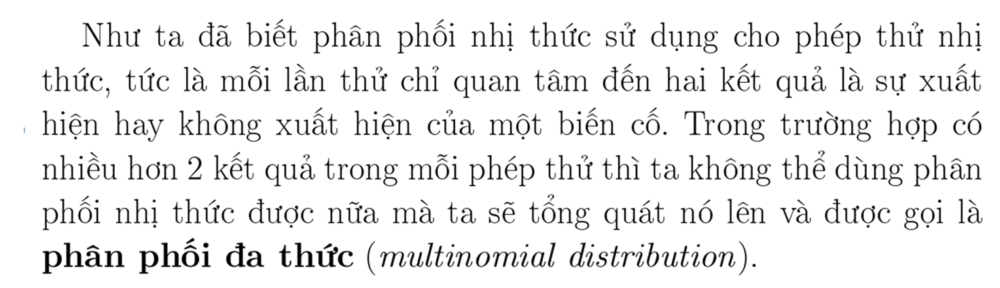 Như ta đã biết phân phối nhị thức sử dụng cho phép thử nhị
thức, tức là mỗi lần thử chỉ quan tâm đến hai kết quả là sự xuất
hiện hay không xuất hiện của một biến cố. Trong trường hợp có
nhiều hơn 2 kết quả trong mỗi phép thử thì ta không thể dùng phân
phối nhị thức được nữa mà ta sẽ tổng quát nó lên và được gọi là
phân phối đa thức (multinomial distribution).